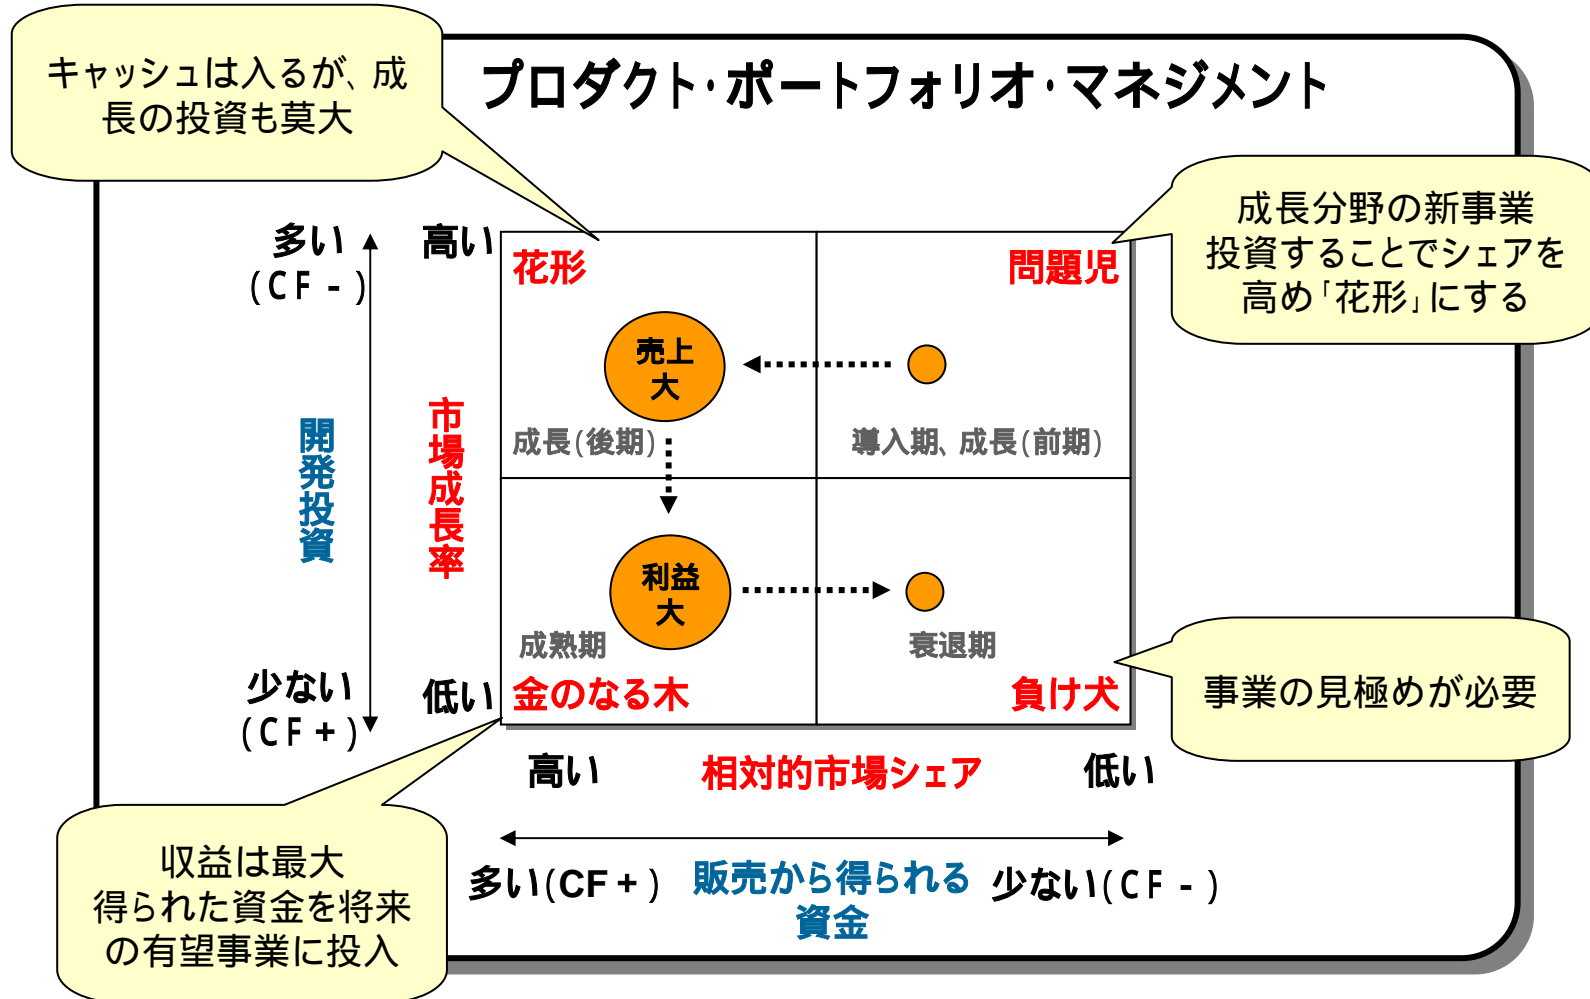 キャッシュは入るが、成
長の投資も莫大
プロダクト・ポートフォリオ・マネジメント
成長分野の新事業
投資することでシェアを
高め「花形」にする
多い
(CF-)
高い
花形
問題児
売上
大
市場成長率
開発投資
成長(後期)
導入期、成長(前期)
利益
大
成熟期
衰退期
少ない
(CF+)
低い
金のなる木
負け犬
事業の見極めが必要
高い
相対的市場シェア
低い
収益は最大
得られた資金を将来
の有望事業に投入
多い(CF+)
販売から得られる
資金
少ない(CF-)